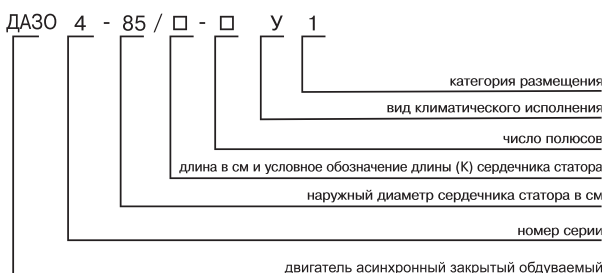 ДАЗО 4 - 85 / □ - □ У 1
категория размещения
вид климатического исполнения
число полюсов
длина в см и условное обозначение длины (К) сердечника статора
наружный диаметр сердечника статора в см
номер серии
двигатель асинхронный закрытый обдуваемый